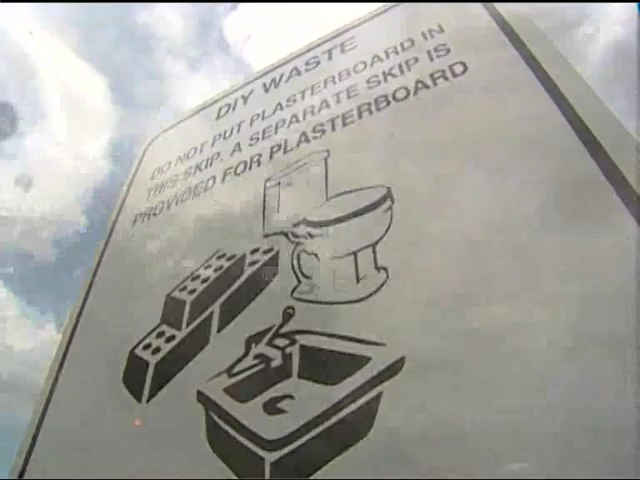 DIY WASTE
DO NOT PUT PLASTERBOARD IN
THIS SKIP. A SEPARATE SKIP IS
PROVIDED FOR PLASTERBOARD